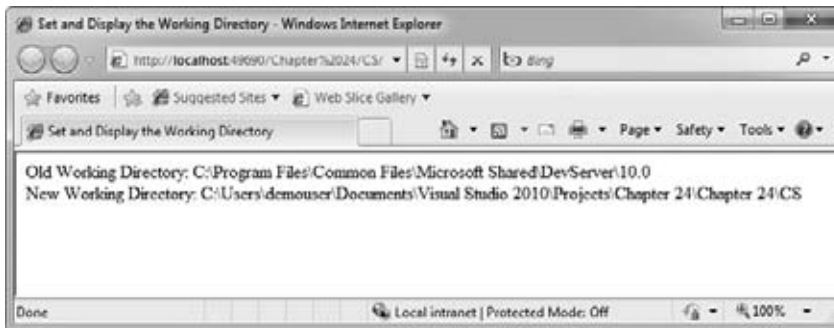 Set and Display the Working Directory - Windows Internet Explorer
http://localhost:49690/Chapter%2024/CS/
Bing
Favorites Suggested Sites Web Slice Gallery
Set and Display the Working Directory Page Safety Tools
Old Working Directory: C:\Program Files\Common Files\Microsoft Shared\DevServer\10.0
New Working Directory: C:\Users\demouser\Documents\Visual Studio 2010\Projects\Chapter 24\Chapter 24\CS
Done Local intranet | Protected Mode: Off 100%